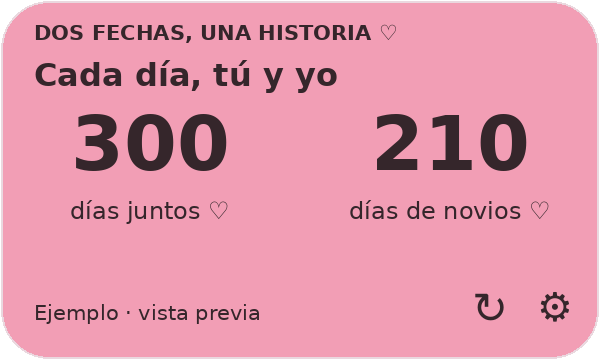 DOS FECHAS, UNA HISTORIA ♡
Cada día, tú y yo
300 210
días juntos ♡ días de novios ♡
Ejemplo · vista previa